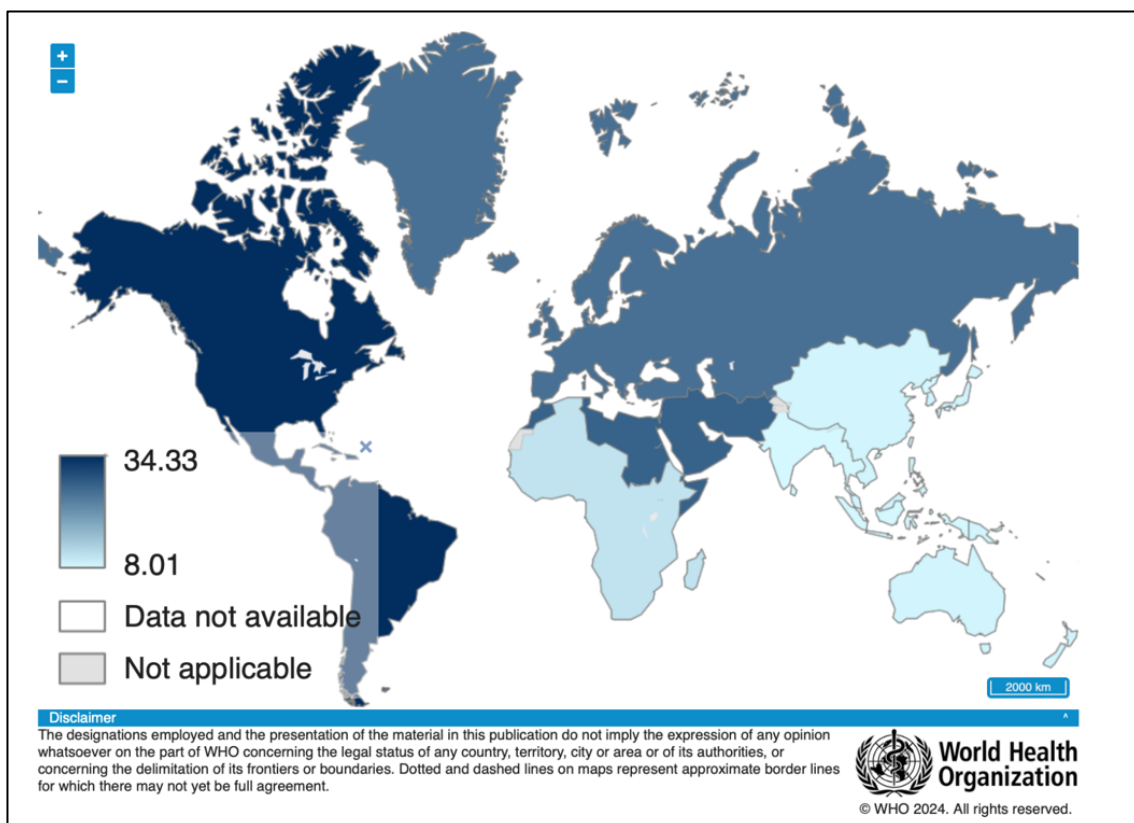 +
−
34.33
8.01
Data not available
Not applicable
2000 km
Disclaimer ^
The designations employed and the presentation of the material in this publication do not imply the expression of any opinion
whatsoever on the part of WHO concerning the legal status of any country, territory, city or area or of its authorities, or
concerning the delimitation of its frontiers or boundaries. Dotted and dashed lines on maps represent approximate border lines
for which there may not yet be full agreement.
World Health
Organization
© WHO 2024. All rights reserved.